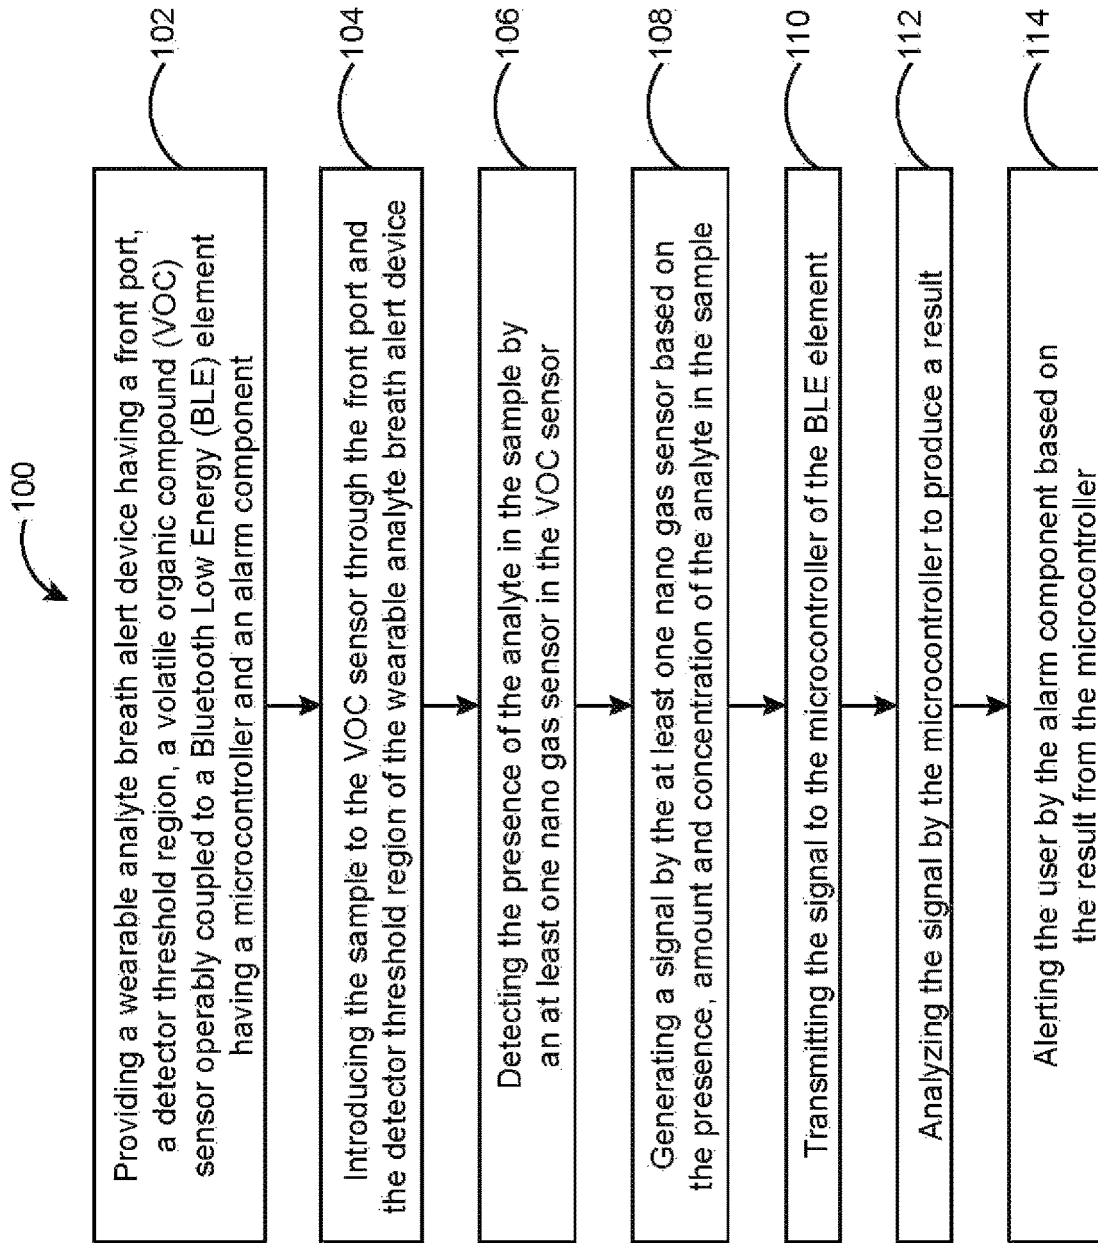 100
Providing a wearable analyte breath alert device having a front port,
a detector threshold region, a volatile organic compound (VOC)
sensor operably coupled to a Bluetooth Low Energy (BLE) element
having a microcontroller and an alarm component
102
Introducing the sample to the VOC sensor through the front port and
the detector threshold region of the wearable analyte breath alert device
104
Detecting the presence of the analyte in the sample by
an at least one nano gas sensor in the VOC sensor
106
Generating a signal by the at least one nano gas sensor based on
the presence, amount and concentration of the analyte in the sample
108
Transmitting the signal to the microcontroller of the BLE element
110
Analyzing the signal by the microcontroller to produce a result
112
Alerting the user by the alarm component based on
the result from the microcontroller
114